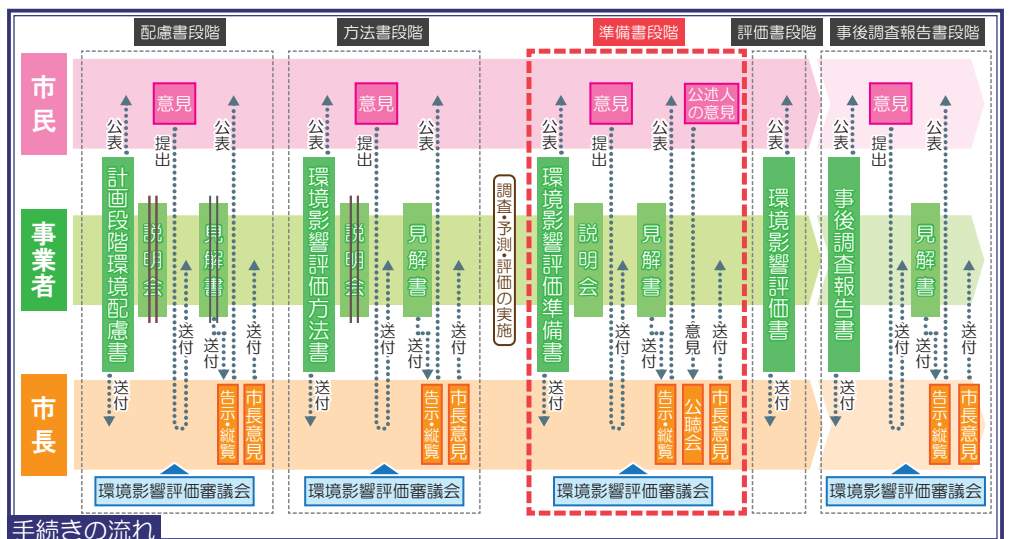 配慮書段階
方法書段階
準備書段階
評価書段階
事後調査報告書段階
市民
意見
意見
意見
公述人
の意見
意見
公表
提出
公表
公表
提出
公表
公表
提出
公表
公表
公表
提出
公表
事業者
計画段階環境配慮書
説明会
見解書
環境影響評価方法書
説明会
見解書
調査・予測・評価の実施
環境影響評価準備書
説明会
見解書
環境影響評価書
事後調査報告書
見解書
送付
送付
送付
送付
送付
送付
送付
送付
意見
送付
送付
送付
送付
送付
送付
送付
送付
送付
送付
市長
告示・縦覧
市長意見
告示・縦覧
市長意見
告示・縦覧
公聴会
市長意見
告示・縦覧
市長意見
環境影響評価審議会
環境影響評価審議会
環境影響評価審議会
環境影響評価審議会
手続きの流れ